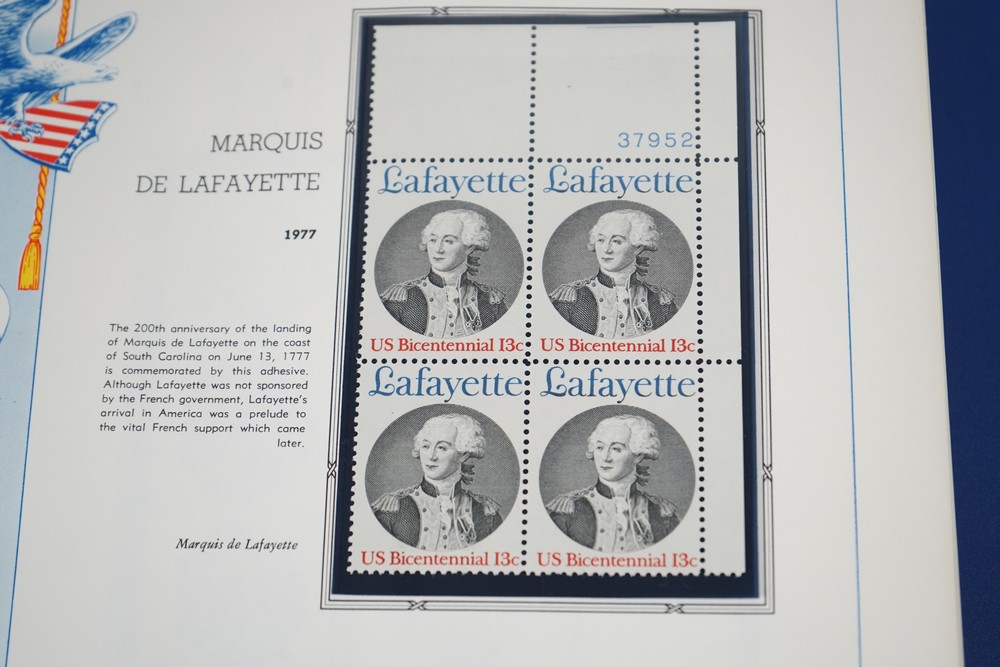 MARQUIS
DE LAFAYETTE
1977
The 200th anniversary of the landing
of Marquis de Lafayette on the coast
of South Carolina on June 13, 1777
is commemorated by this adhesive.
Although Lafayette was not sponsored
by the French government, Lafayette's
arrival in America was a prelude to
the vital French support which came
later.
Marquis de Lafayette
37952
Lafayette
US Bicentennial 13c
Lafayette
US Bicentennial 13c
Lafayette
US Bicentennial 13c
Lafayette
US Bicentennial 13c